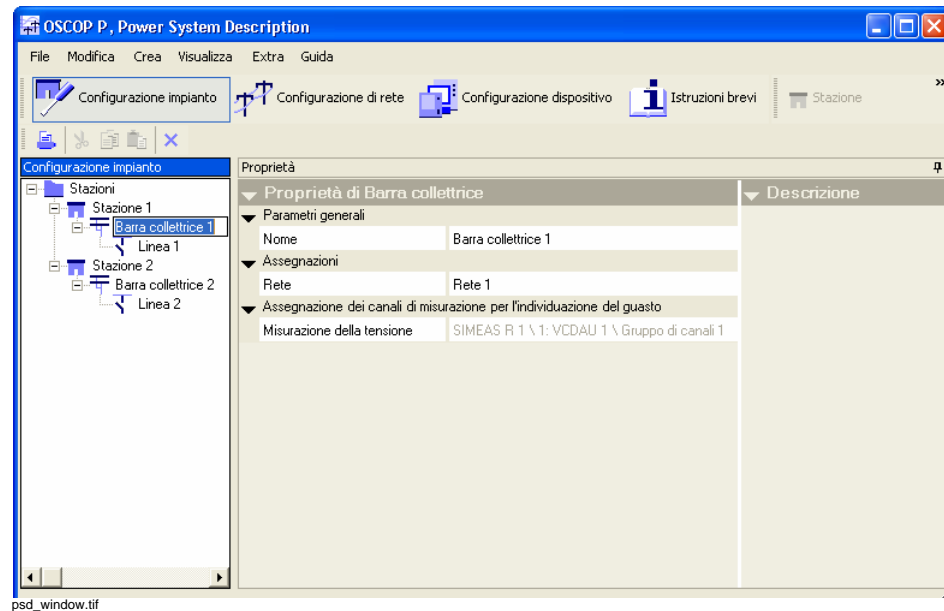 OSCOP P, Power System Description
File Modifica Crea Visualizza Extra Guida
Configurazione impianto Configurazione di rete Configurazione dispositivo Istruzioni brevi Stazione
Configurazione impianto
Stazioni
Stazione 1
Barra collettrice 1
Linea 1
Stazione 2
Barra collettrice 2
Linea 2
Proprietà
Proprietà di Barra collettrice
Parametri generali
Nome Barra collettrice 1
Assegnazioni
Rete Rete 1
Assegnazione dei canali di misurazione per l'individuazione del guasto
Misurazione della tensione SIMEAS R 1 \ 1: VCDAU 1 \ Gruppo di canali 1
Descrizione
psd_window.tif